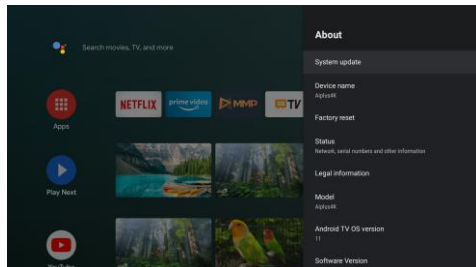 Search movies, TV, and more
Apps
NETFLIX
prime video
MMP
TV
Play Next
YouTube
About
System update
Device name
Aiplus4K
Factory reset
Status
Network, serial numbers and other information
Legal information
Model
Aiplus4K
Android TV OS version
11
Software Version